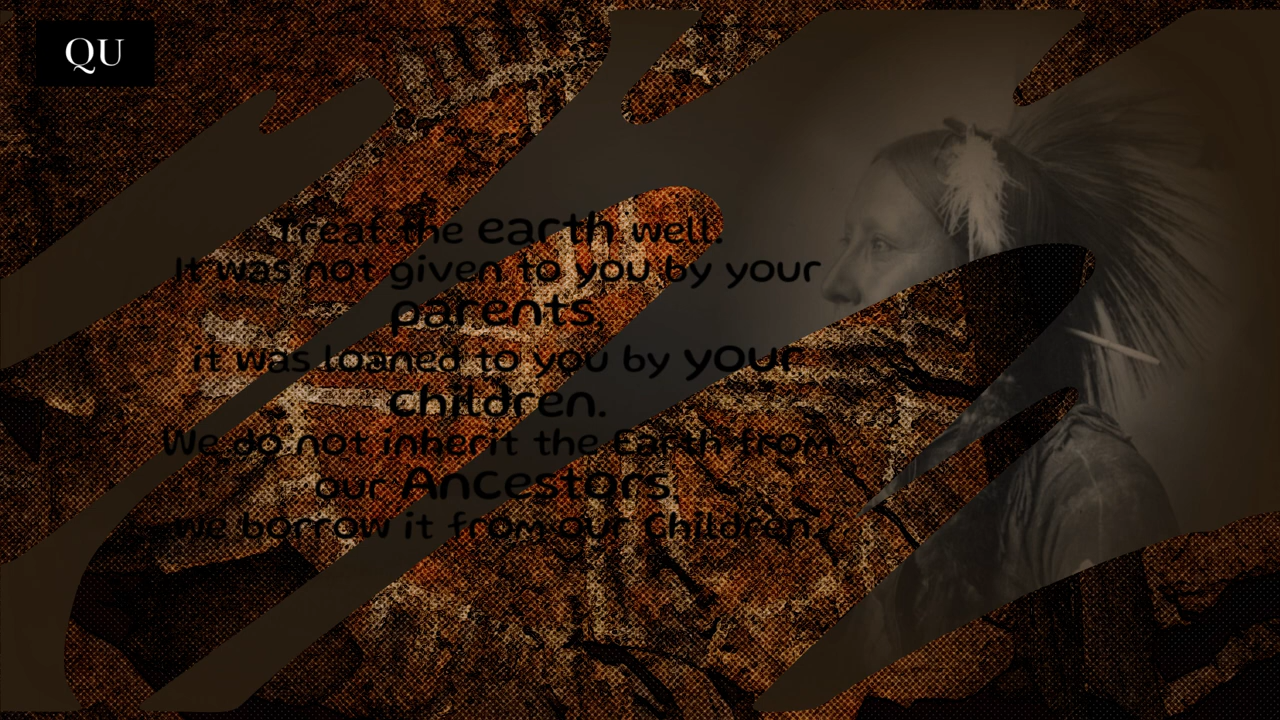 QU
Treat the earth well.
It was not given to you by your
parents,
it was loaned to you by your
children.
We do not inherit the Earth from
our Ancestors,
we borrow it from our Children.